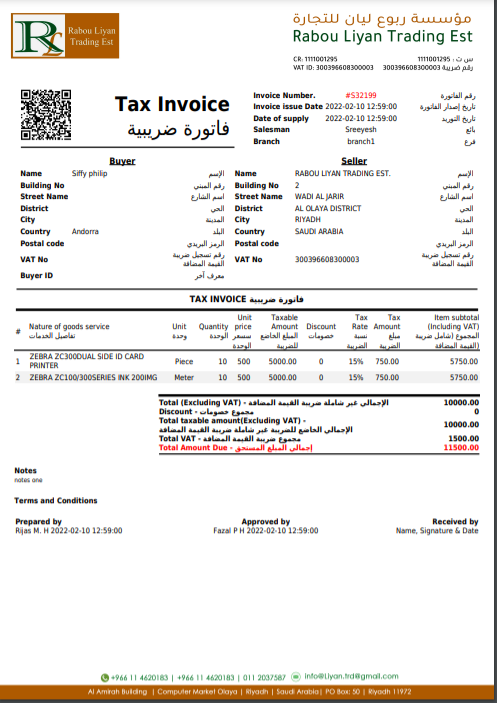 Rabou Liyan
Trading Est
مؤسسة ربوع ليان للتجارة
Rabou Liyan Trading Est
CR: 1111001295 س ت : 1111001295
VAT ID: 300396608300003 رقم ضريبة 300396608300003
Tax Invoice
فاتورة ضريبية
Invoice Number. #S32199 رقم الفاتورة
Invoice issue Date 2022-02-10 12:59:00 تاريخ إصدار الفاتورة
Date of supply 2022-02-10 12:59:00 تاريخ التوريد
Salesman Sreeyesh بائع
Branch branch1 فرع
Buyer
Name Siffy philip الإسم
Building No رقم المبنى
Street Name اسم الشارع
District الحي
City المدينة
Country Andorra البلد
Postal code الرمز البريدي
VAT No رقم تسجيل ضريبة
القيمة المضافة
Buyer ID معرف آخر
Seller
Name RABOU LIYAN TRADING EST. الإسم
Building No 2 رقم المبنى
Street Name WADI AL JARIR اسم الشارع
District AL OLAYA DISTRICT الحي
City RIYADH المدينة
Country SAUDI ARABIA البلد
Postal code الرمز البريدي
VAT No 300396608300003 رقم تسجيل ضريبة
القيمة المضافة
TAX INVOICE فاتورة ضريبية
# Nature of goods service تفاصيل الخدمات
Unit وحدة
Quantity الوحدة
Unit price سسعر الوحدة
Taxable Amount المبلغ الخاضع للضريبة
Discount خصومات
Tax Rate نسبة الضريبة
Tax Amount مبلغ الضريبة
Item subtotal (Including VAT) المجموع (شامل ضريبة القيمة المضافة)
1 ZEBRA ZC300DUAL SIDE ID CARD PRINTER Piece 10 500 5000.00 0 15% 750.00 5750.00
2 ZEBRA ZC100/300SERIES INK 200IMG Meter 10 500 5000.00 0 15% 750.00 5750.00
Total (Excluding VAT) - الإجمالي غير شاملة ضريبة القيمة المضافة 10000.00
Discount - مجموع خصومات 0
Total taxable amount(Excluding VAT) -
الإجمالي الخاضع للضريبة غير شاملة ضريبة القيمة المضافة 10000.00
Total VAT - مجموع ضريبة القيمة المضافة 1500.00
Total Amount Due - إجمالي المبلغ المستحق 11500.00
Notes
notes one
Terms and Conditions
Prepared by Approved by Received by
Rijas M. H 2022-02-10 12:59:00 Fazal P H 2022-02-10 12:59:00 Name, Signature & Date
+966 11 4620183 | +966 11 4620183 | 011 2037587 info@Liyan.trd@gmail.com
Al Amirah Building | Computer Market Olaya | Riyadh | Saudi Arabia| PO Box: 50 | Riyadh 11972